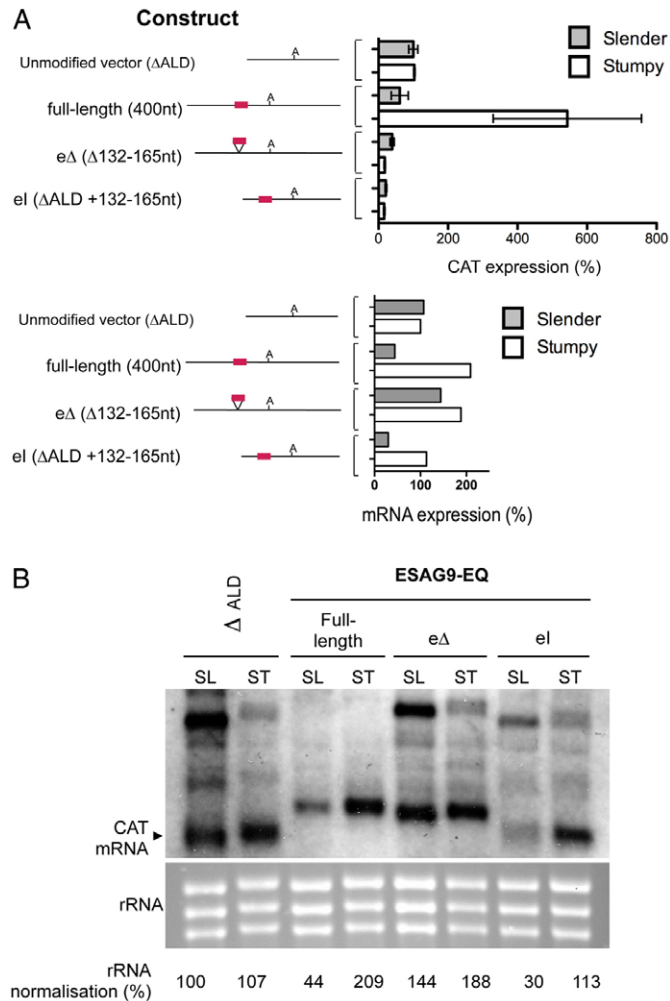 A
Construct
Slender
Stumpy
Unmodified vector (ΔALD)
A
full-length (400nt)
A
eΔ (Δ132-165nt)
A
eI (ΔALD +132-165nt)
A
0 200 400 600 800
CAT expression (%)
Slender
Stumpy
Unmodified vector (ΔALD)
A
full-length (400nt)
A
eΔ (Δ132-165nt)
A
eI (ΔALD +132-165nt)
A
0 100 200
mRNA expression (%)
B
ESAG9-EQ
Δ ALD
Full-
length
eΔ
eI
SL ST SL ST SL ST SL ST
CAT
mRNA
rRNA
rRNA
normalisation (%)
100 107 44 209 144 188 30 113